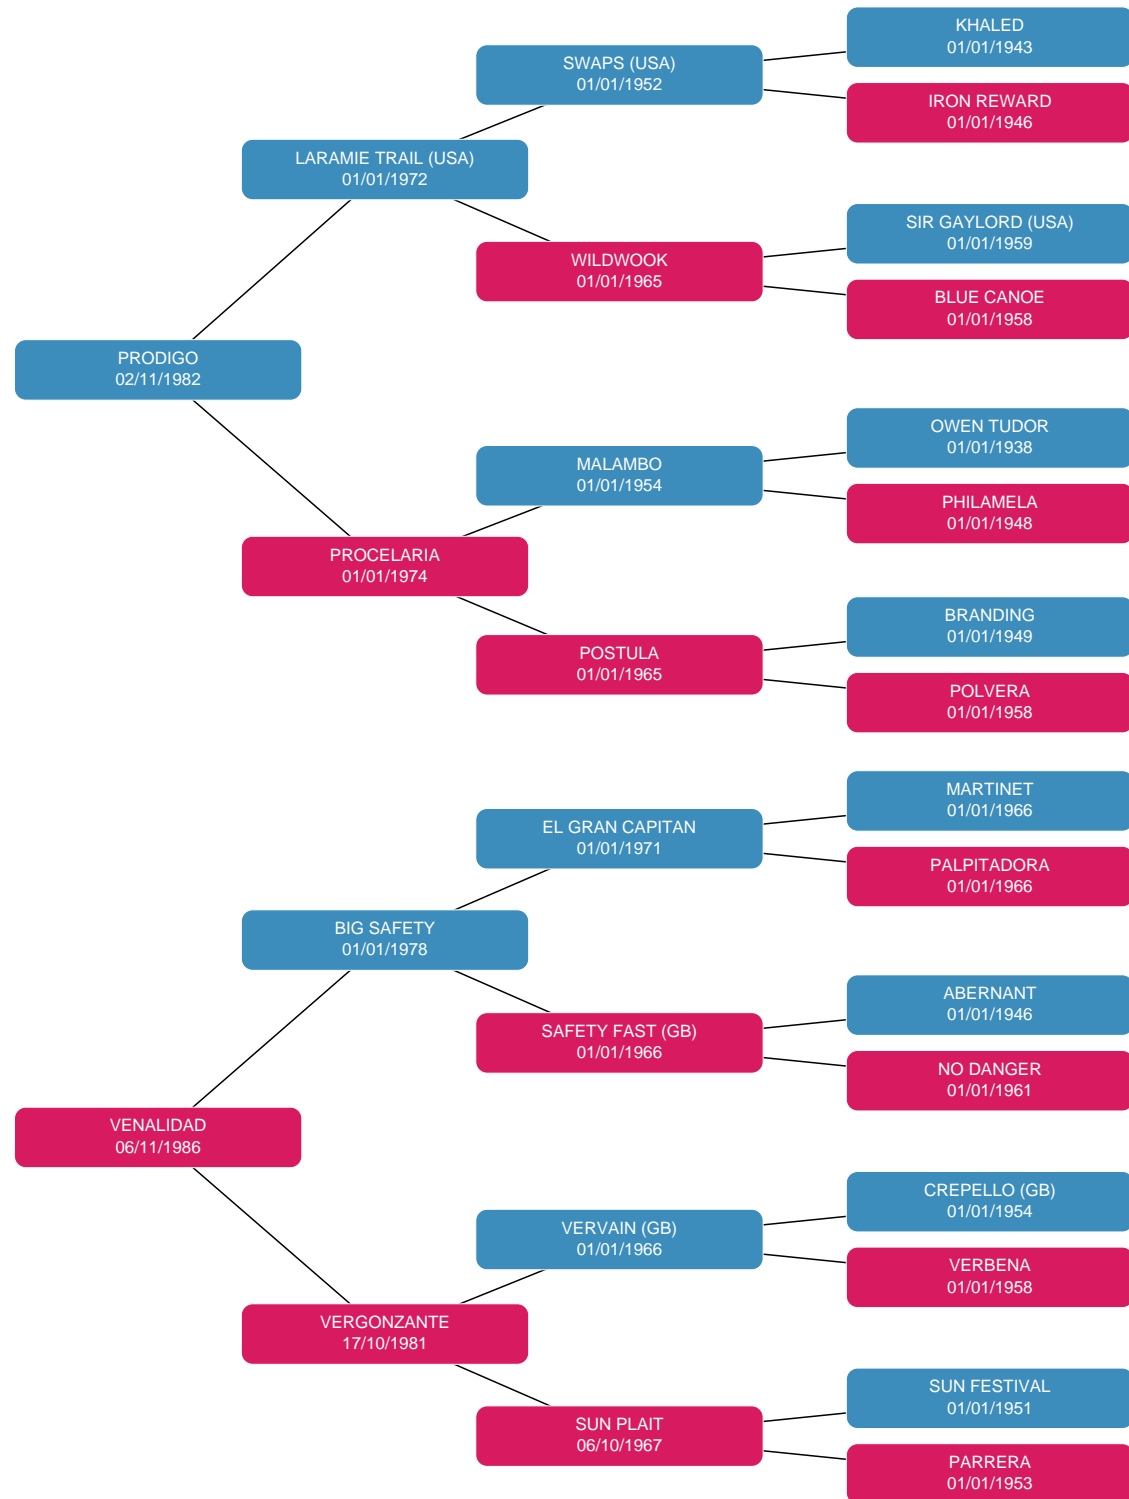 KHALED
01/01/1943
SWAPS (USA)
01/01/1952
IRON REWARD
01/01/1946
LARAMIE TRAIL (USA)
01/01/1972
SIR GAYLORD (USA)
01/01/1959
WILDWOOK
01/01/1965
BLUE CANOE
01/01/1958
PRODIGO
02/11/1982
OWEN TUDOR
01/01/1938
MALAMBO
01/01/1954
PHILAMELA
01/01/1948
PROCELARIA
01/01/1974
BRANDING
01/01/1949
POSTULA
01/01/1965
POLVERA
01/01/1958
MARTINET
01/01/1966
EL GRAN CAPITAN
01/01/1971
PALPITADORA
01/01/1966
BIG SAFETY
01/01/1978
ABERNANT
01/01/1946
SAFETY FAST (GB)
01/01/1966
NO DANGER
01/01/1961
VENALIDAD
06/11/1986
CREPELLO (GB)
01/01/1954
VERVAIN (GB)
01/01/1966
VERBENA
01/01/1958
VERGONZANTE
17/10/1981
SUN FESTIVAL
01/01/1951
SUN PLAIT
06/10/1967
PARRERA
01/01/1953